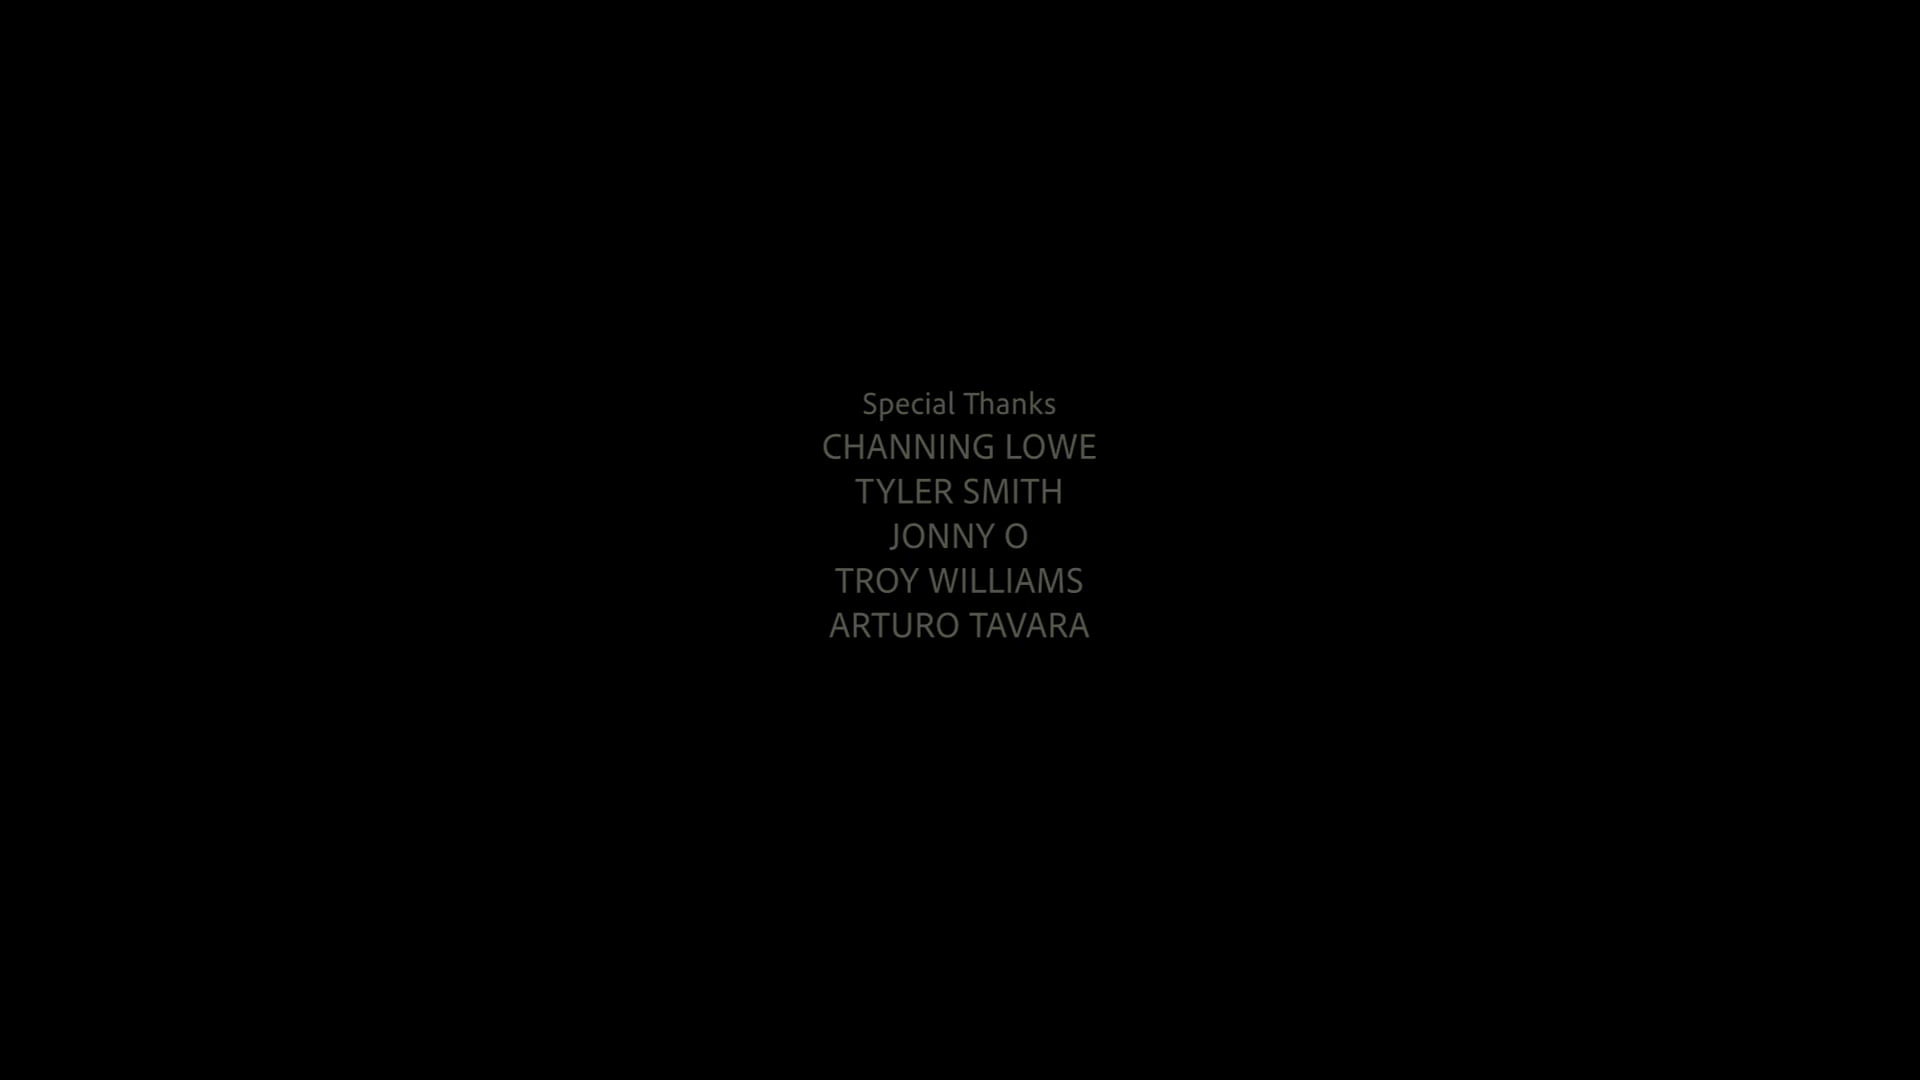 Special Thanks
CHANNING LOWE
TYLER SMITH
JONNY O
TROY WILLIAMS
ARTURO TAVARA